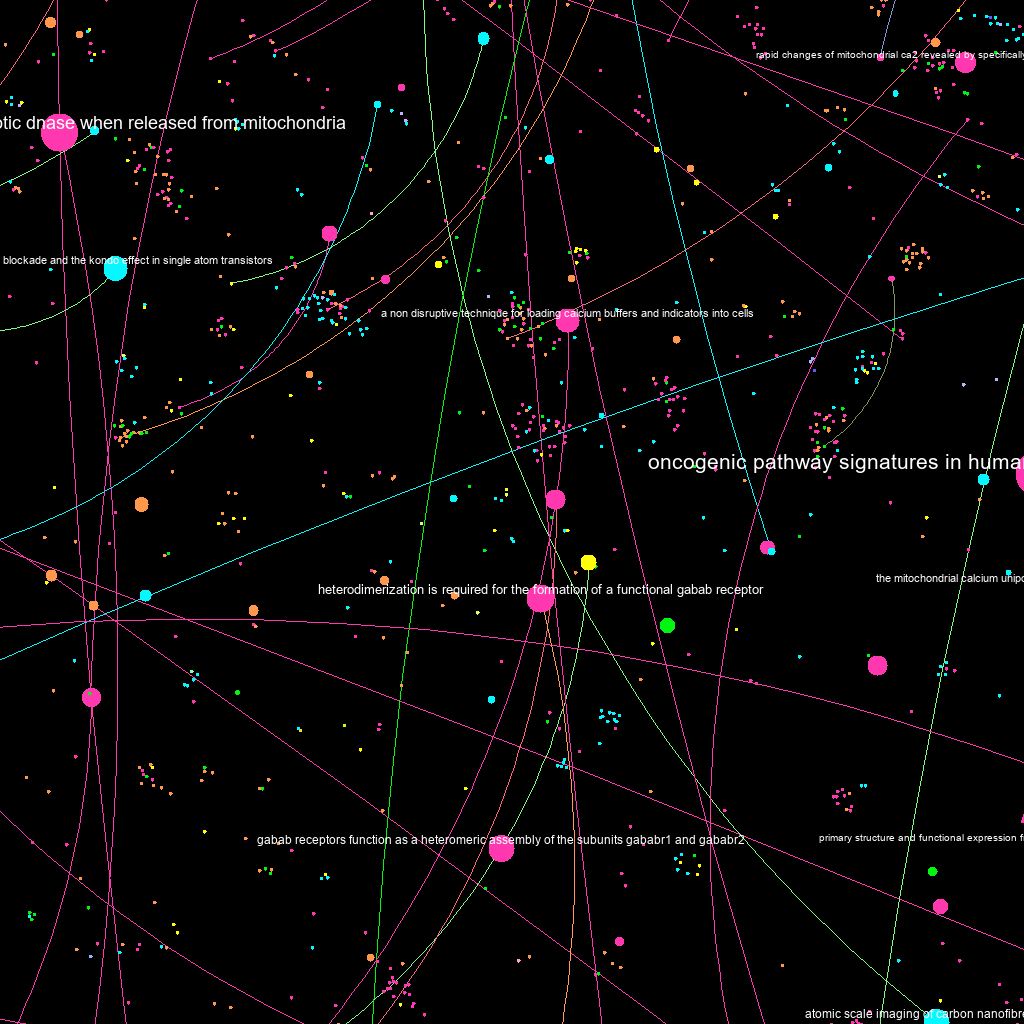 rapid changes of mitochondrial ca2 revealed by specifically
otic dnase when released from mitochondria
blockade and the kondo effect in single atom transistors
a non disruptive technique for loading calcium buffers and indicators into cells
oncogenic pathway signatures in huma
the mitochondrial calcium unipo
heterodimerization is required for the formation of a functional gabab receptor
primary structure and functional expression f
gabab receptors function as a heteromeric assembly of the subunits gababr1 and gababr2
atomic scale imaging of carbon nanofibre